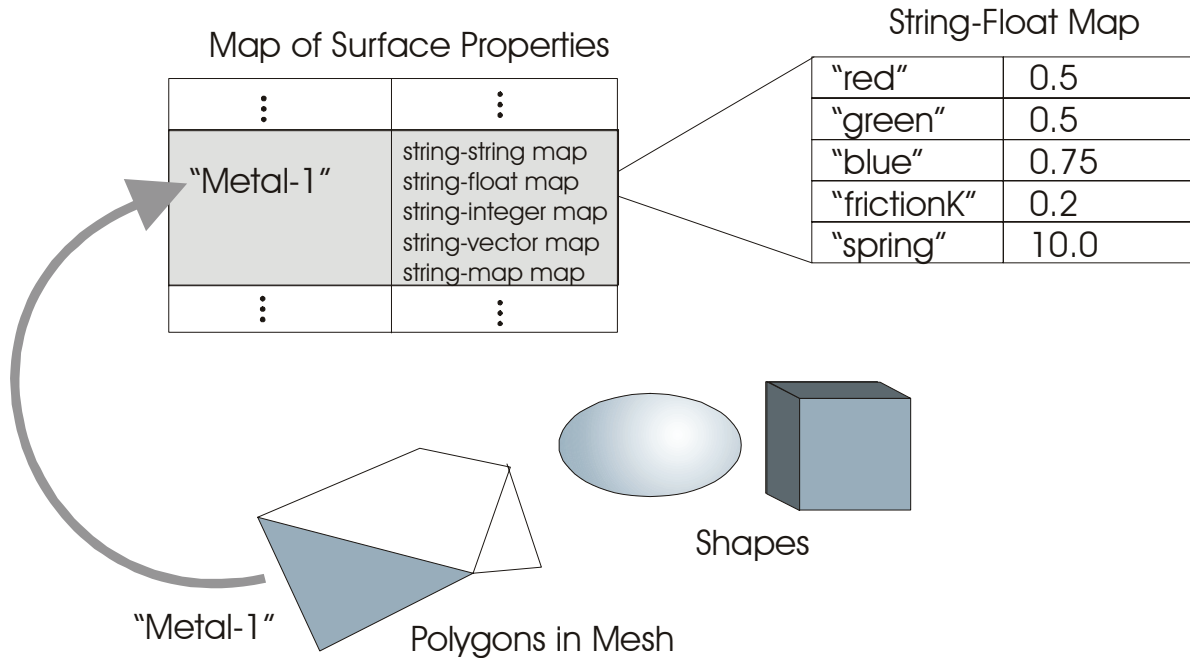 Map of Surface Properties
“Metal-1”
string-string map
string-float map
string-integer map
string-vector map
string-map map
String-Float Map
“red” 0.5
“green” 0.5
“blue” 0.75
“frictionK” 0.2
“spring” 10.0
Shapes
“Metal-1”
Polygons in Mesh